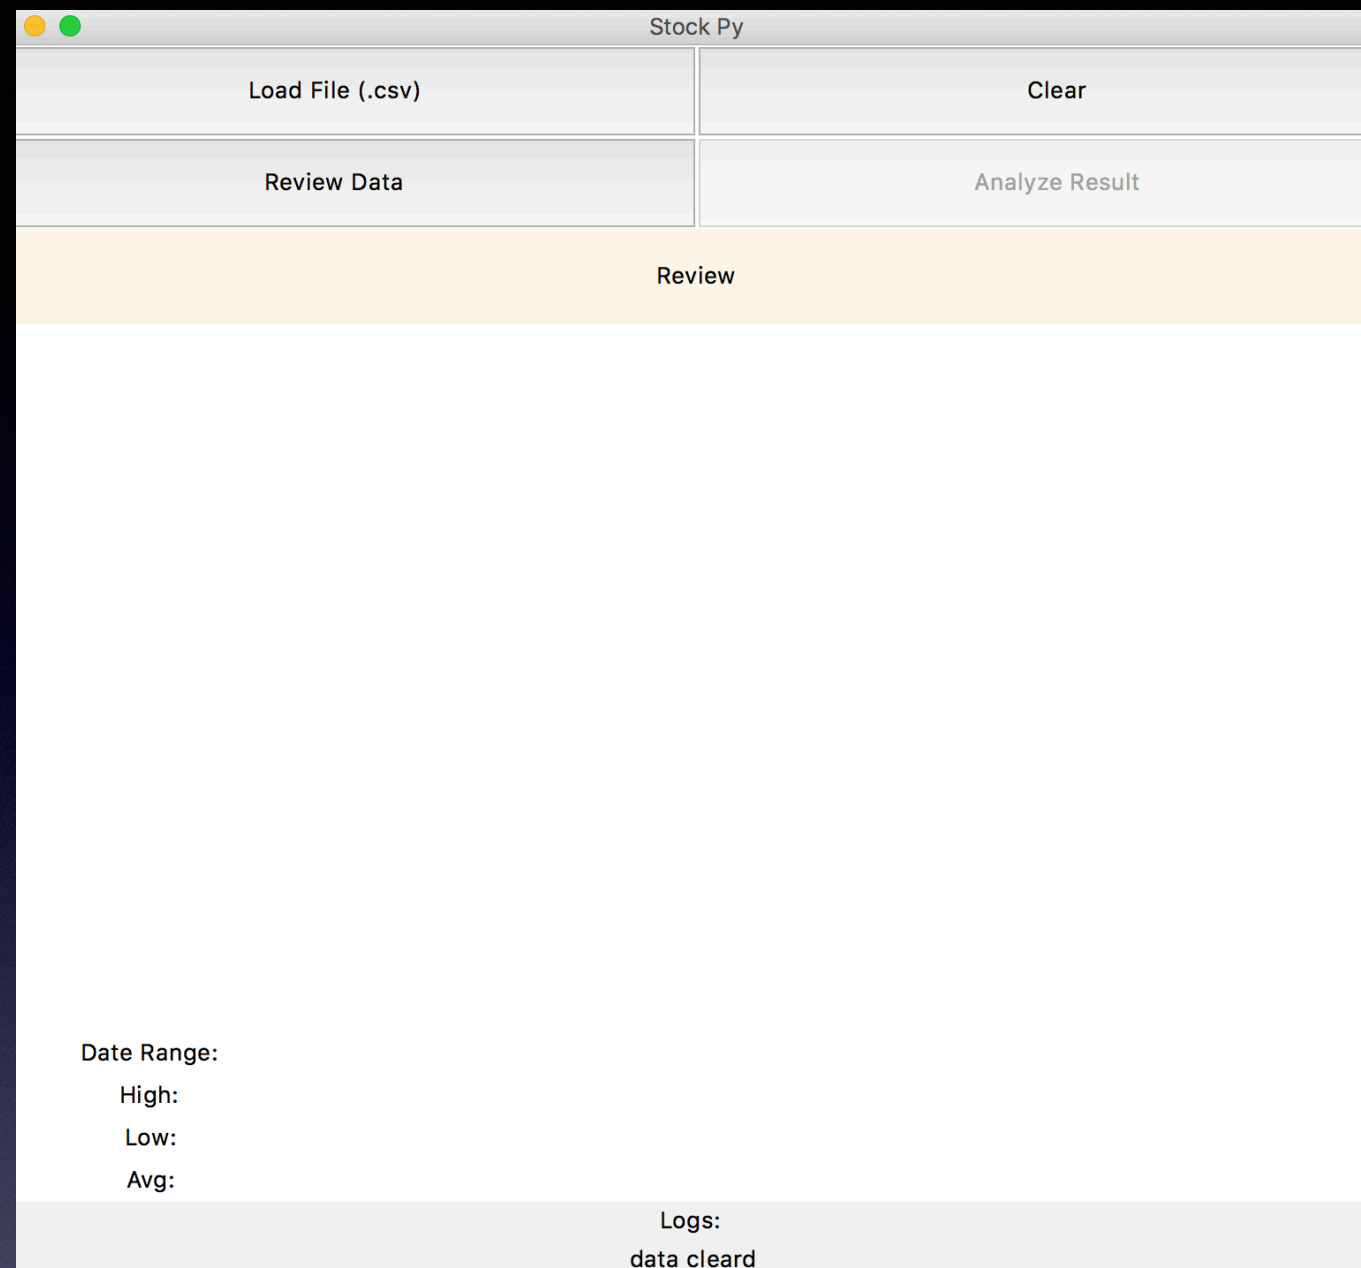 Stock Py
Load File (.csv)
Clear
Review Data
Analyze Result
Review
Date Range:
High:
Low:
Avg:
Logs:
data cleard